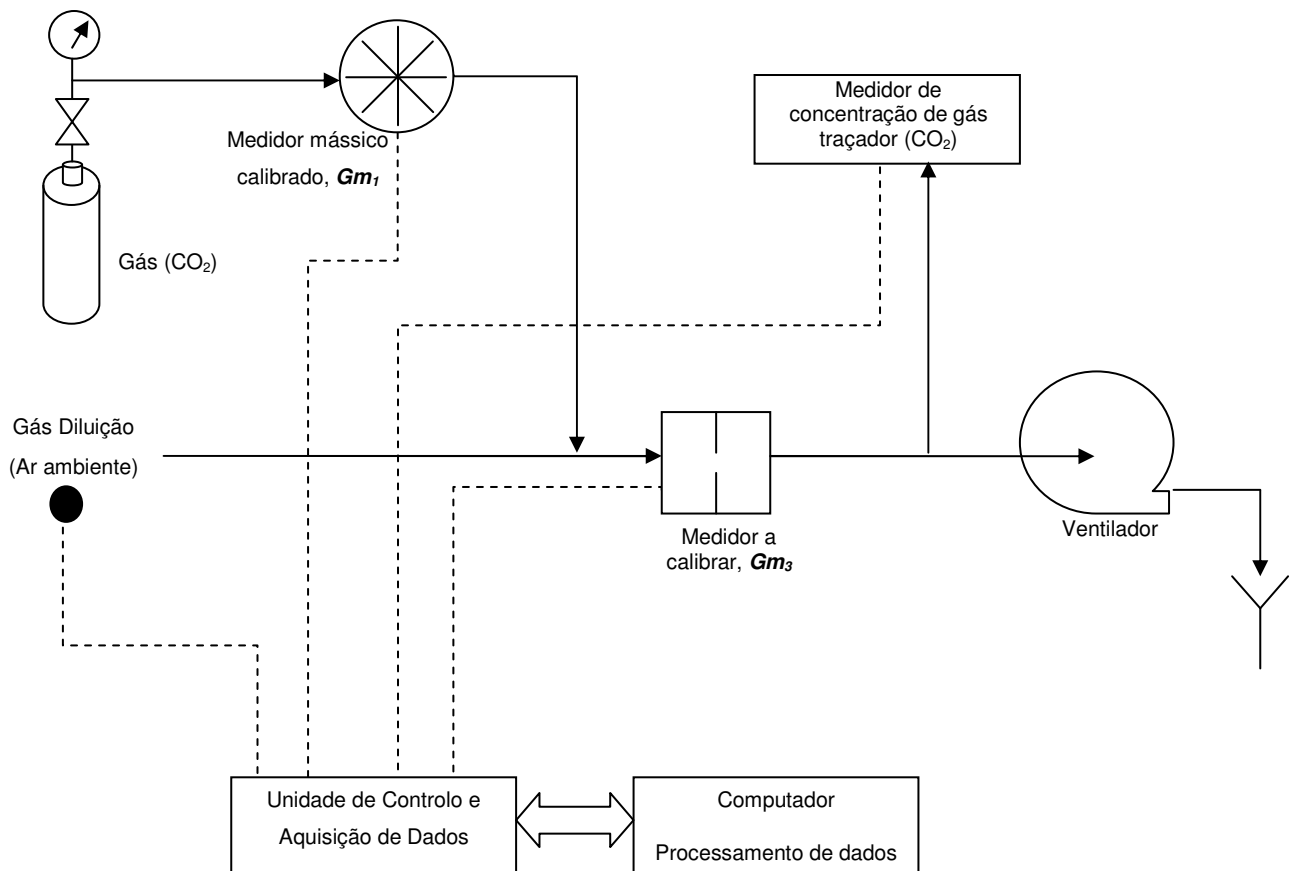 Medidor mássico
calibrado, Gm₁
Gás (CO₂)
Medidor de
concentração de gás
traçador (CO₂)
Gás Diluição
(Ar ambiente)
Medidor a
calibrar, Gm₃
Ventilador
Unidade de Controlo e
Aquisição de Dados
Computador
Processamento de dados